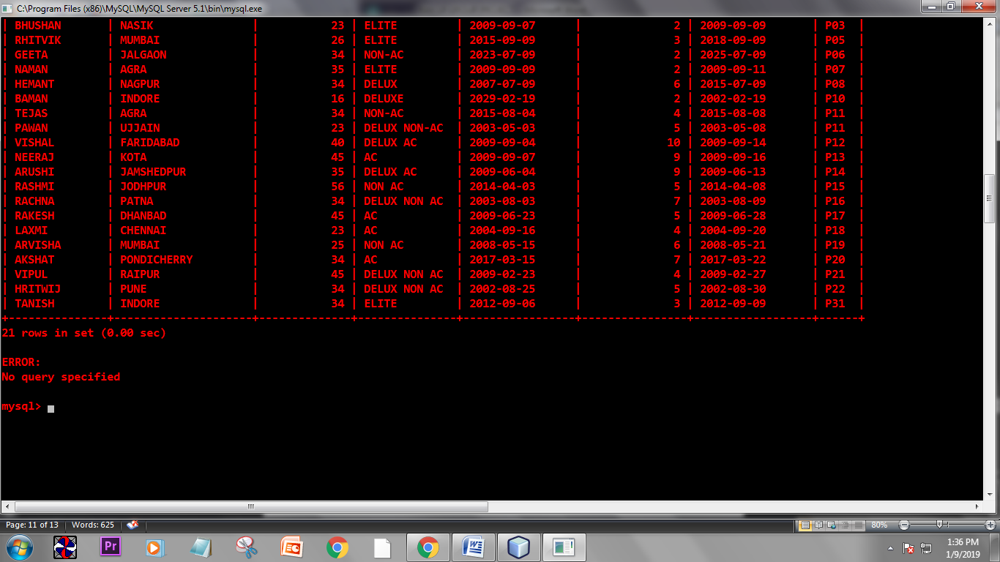 C:\Program Files (x86)\MySQL\MySQL Server 5.1\bin\mysql.exe
| BHUSHAN | NASIK | 23 | ELITE | 2009-09-07 | 2 | 2009-09-09 | P03 |
| RHITVIK | MUMBAI | 26 | ELITE | 2015-09-09 | 3 | 2018-09-09 | P05 |
| GEETA | JALGAON | 34 | NON-AC | 2023-07-09 | 2 | 2025-07-09 | P06 |
| NAMAN | AGRA | 35 | ELITE | 2009-09-09 | 2 | 2009-09-11 | P07 |
| HEMANT | NAGPUR | 34 | DELUX | 2007-07-09 | 6 | 2015-07-09 | P08 |
| BAMAN | INDORE | 16 | DELUXE | 2029-02-19 | 2 | 2002-02-19 | P10 |
| TEJAS | AGRA | 34 | NON-AC | 2015-08-04 | 4 | 2015-08-08 | P11 |
| PAWAN | UJJAIN | 23 | DELUX NON-AC | 2003-05-03 | 5 | 2003-05-08 | P11 |
| VISHAL | FARIDABAD | 40 | DELUX AC | 2009-09-04 | 10 | 2009-09-14 | P12 |
| NEERAJ | KOTA | 45 | AC | 2009-09-07 | 9 | 2009-09-16 | P13 |
| ARUSHI | JAMSHEDPUR | 35 | DELUX AC | 2009-06-04 | 9 | 2009-06-13 | P14 |
| RASHMI | JODHPUR | 56 | NON AC | 2014-04-03 | 5 | 2014-04-08 | P15 |
| RACHNA | PATNA | 34 | DELUX NON AC | 2003-08-03 | 7 | 2003-08-09 | P16 |
| RAKESH | DHANBAD | 45 | AC | 2009-06-23 | 5 | 2009-06-28 | P17 |
| LAXMI | CHENNAI | 23 | AC | 2004-09-16 | 4 | 2004-09-20 | P18 |
| ARVISHA | MUMBAI | 25 | NON AC | 2008-05-15 | 6 | 2008-05-21 | P19 |
| AKSHAT | PONDICHERRY | 34 | AC | 2017-03-15 | 7 | 2017-03-22 | P20 |
| VIPUL | RAIPUR | 45 | DELUX NON AC | 2009-02-23 | 4 | 2009-02-27 | P21 |
| HRITWIJ | PUNE | 34 | DELUX NON AC | 2002-08-25 | 5 | 2002-08-30 | P22 |
| TANISH | INDORE | 34 | ELITE | 2012-09-06 | 3 | 2012-09-09 | P31 |
21 rows in set (0.00 sec)
ERROR:
No query specified
mysql>
Page: 11 of 13 Words: 625 80%
Pr
1:36 PM
1/9/2019